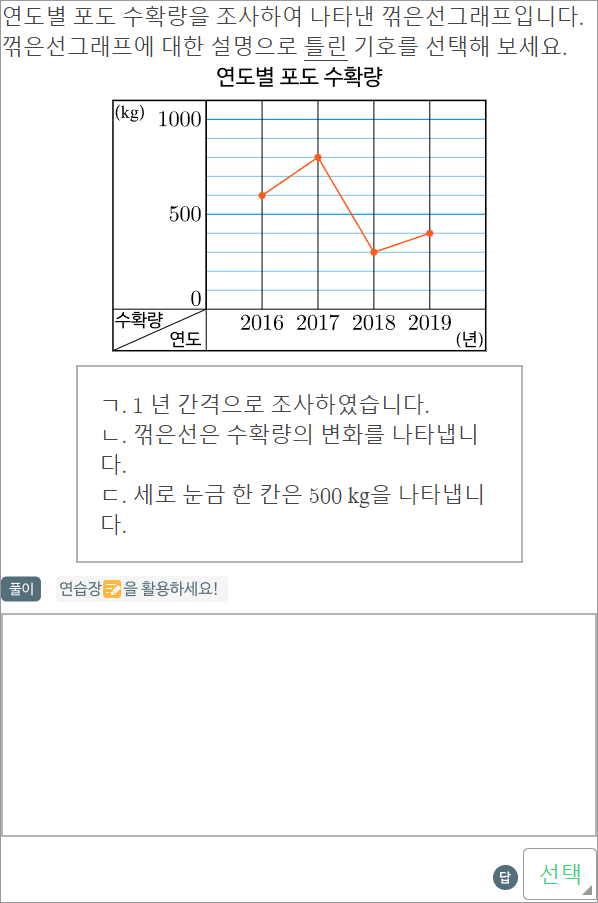 연도별 포도 수확량을 조사하여 나타낸 꺾은선그래프입니다.
꺾은선그래프에 대한 설명으로 틀린 기호를 선택해 보세요.
연도별 포도 수확량
(kg)
1000
500
0
수확량
연도
2016 2017 2018 2019
(년)
ㄱ. 1 년 간격으로 조사하였습니다.
ㄴ. 꺾은선은 수확량의 변화를 나타냅니
다.
ㄷ. 세로 눈금 한 칸은 500 kg을 나타냅니
다.
풀이 연습장을 활용하세요!
답 선택